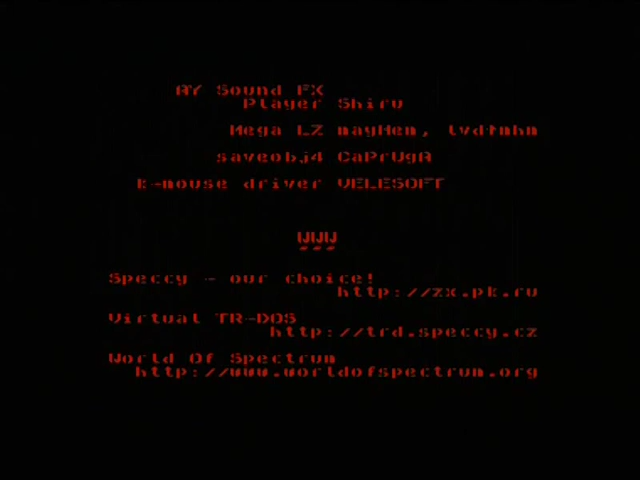 AY Sound FX
Player Shiru
Mega LZ mayHem, lvd^mhm
saveobj4 CaPrUgA
k-mouse driver VELESOFT
WWW
Speccy - our choice!
http://zx.pk.ru
Virtual TR-DOS
http://trd.speccy.cz
World Of Spectrum
http://www.worldofspectrum.org